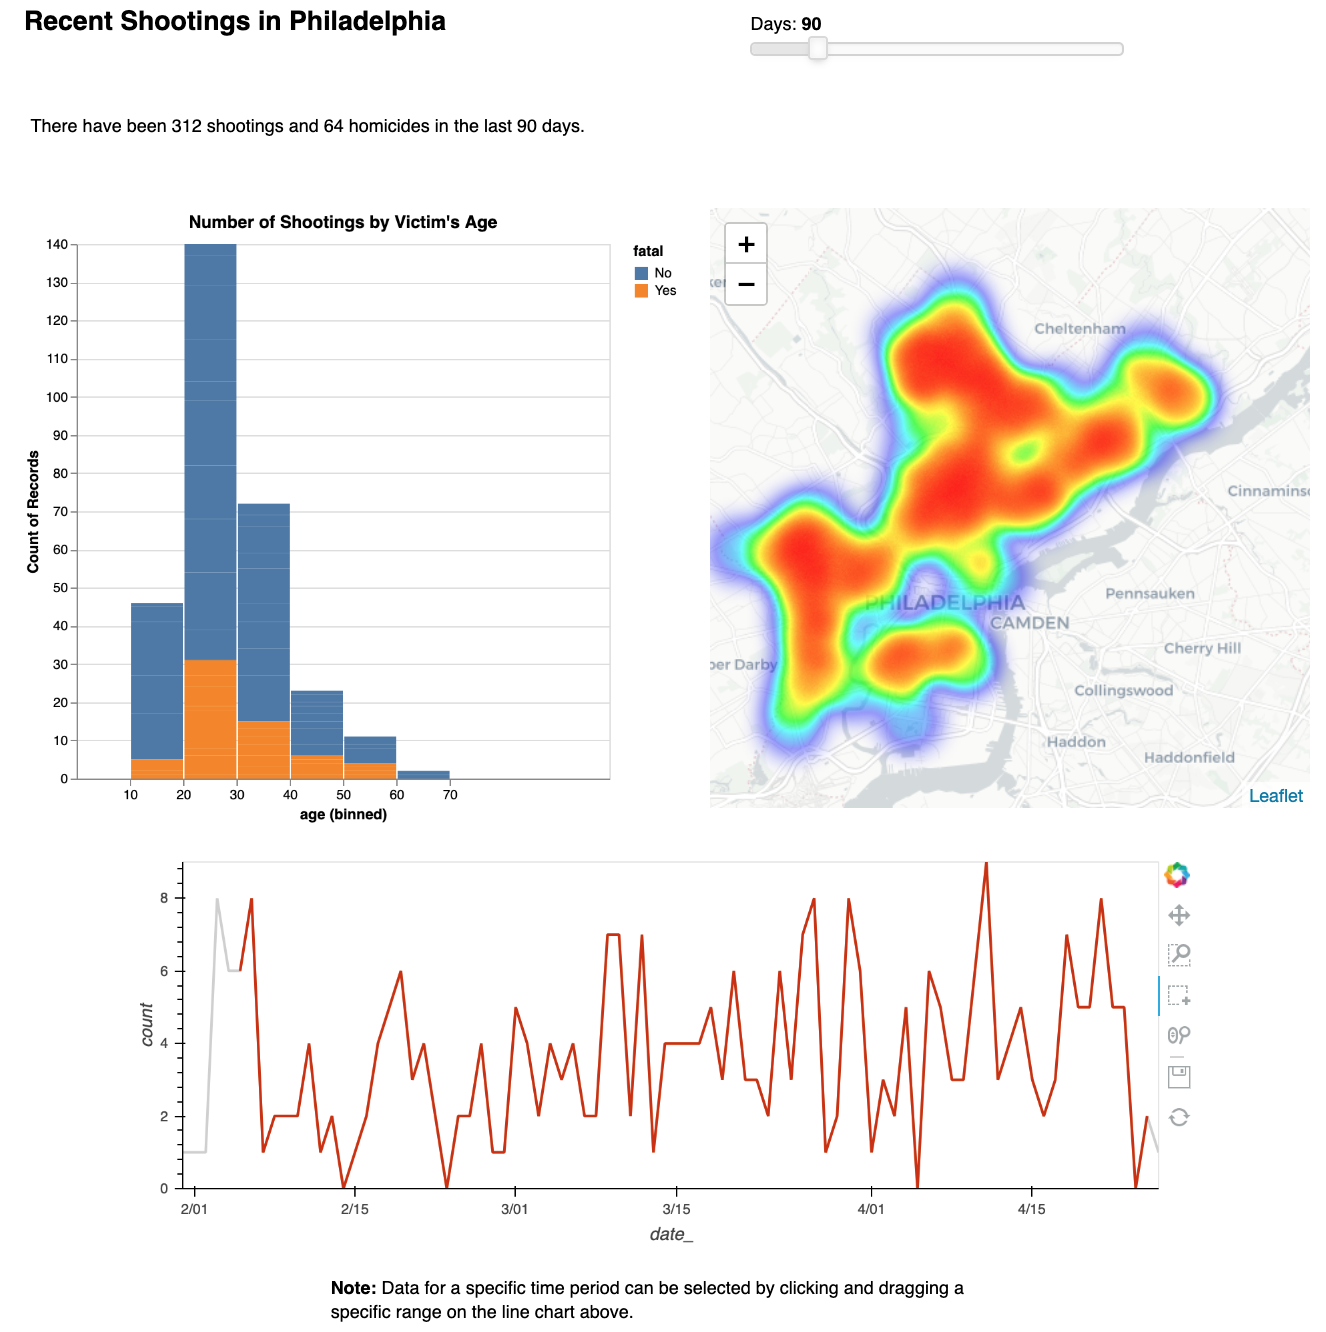 Recent Shootings in Philadelphia
Days: 90
There have been 312 shootings and 64 homicides in the last 90 days.
Number of Shootings by Victim's Age
fatal
No
Yes
Count of Records
140
130
120
110
100
90
80
70
60
50
40
30
20
10
0
10 20 30 40 50 60 70
age (binned)
+
−
Cheltenham
Cinnamins
PHILADELPHIA
CAMDEN
Pennsauken
Cherry Hill
per Darby
Collingswood
Haddon
Haddonfield
Leaflet
count
8
6
4
2
0
2/01 2/15 3/01 3/15 4/01 4/15
date_
Note: Data for a specific time period can be selected by clicking and dragging a
specific range on the line chart above.